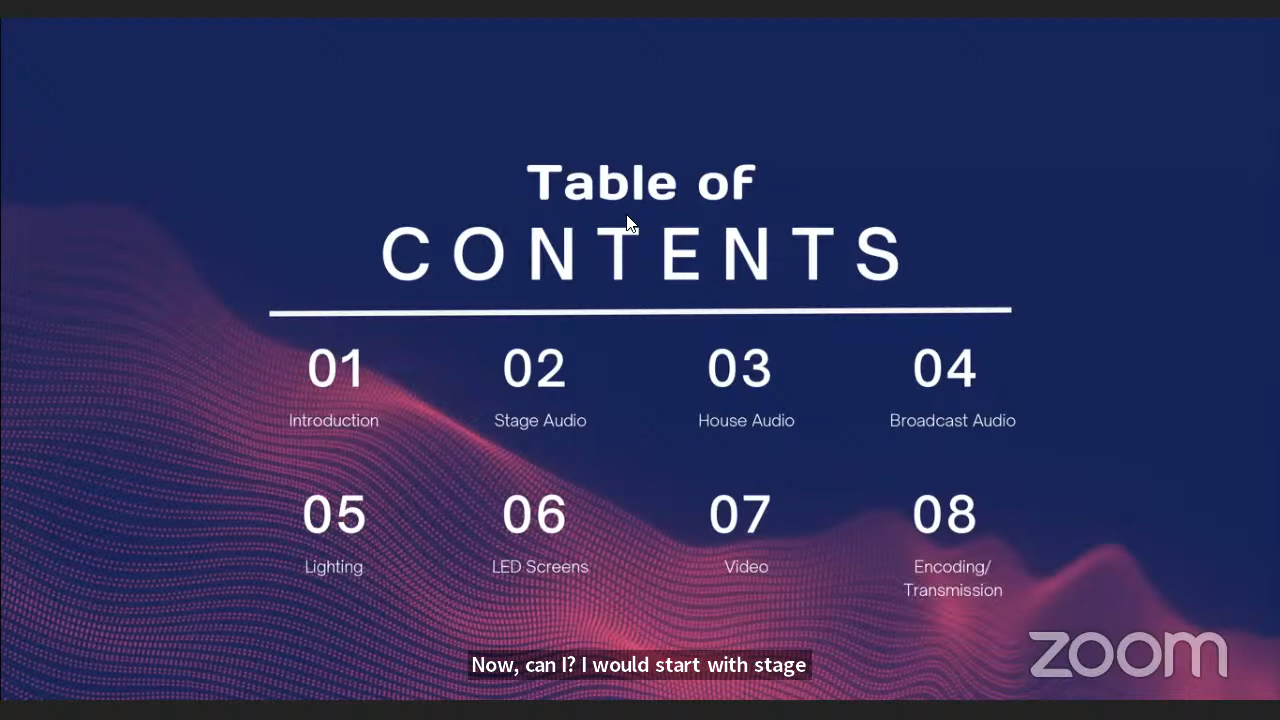 Table of
CONTENTS
01 02 03 04
Introduction Stage Audio House Audio Broadcast Audio
05 06 07 08
Lighting LED Screens Video Encoding/
Transmission
zoom
Now, can I? I would start with stage